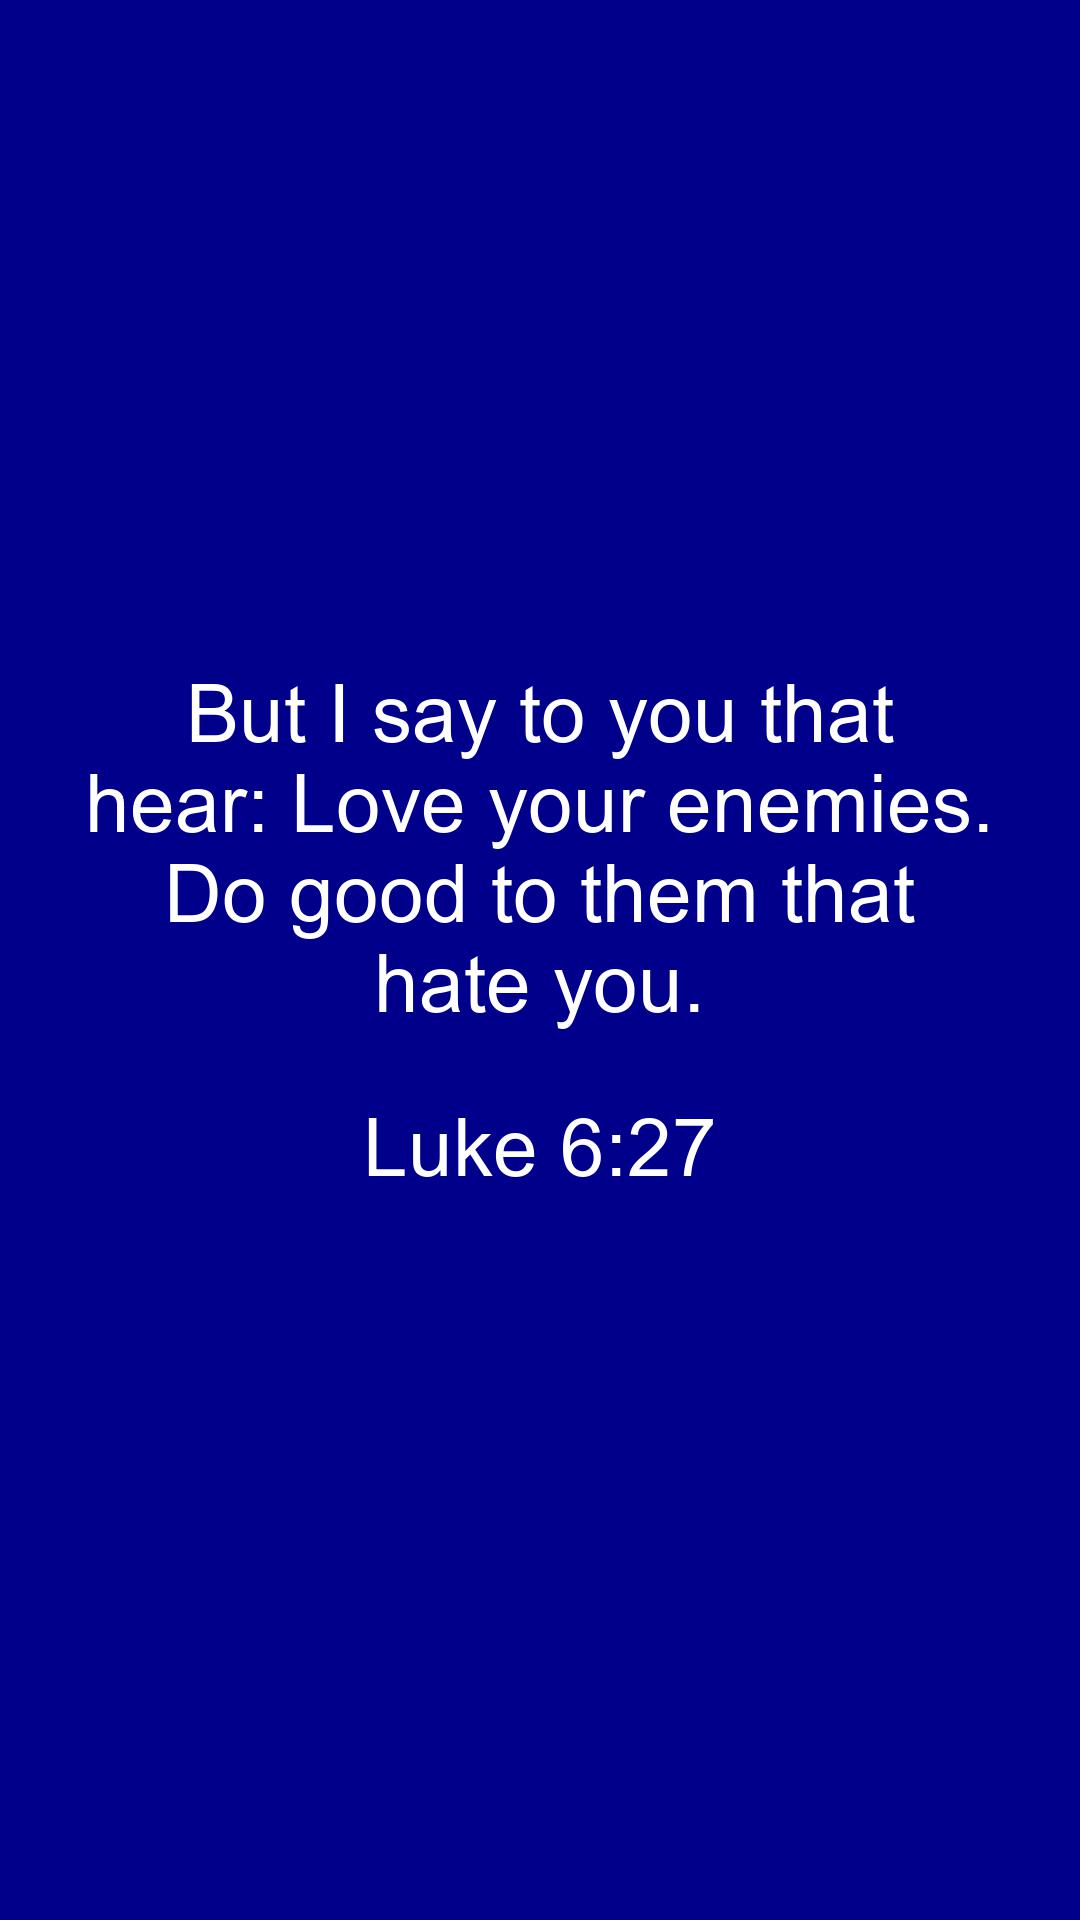 But I say to you that
hear: Love your enemies.
Do good to them that
hate you.
Luke 6:27